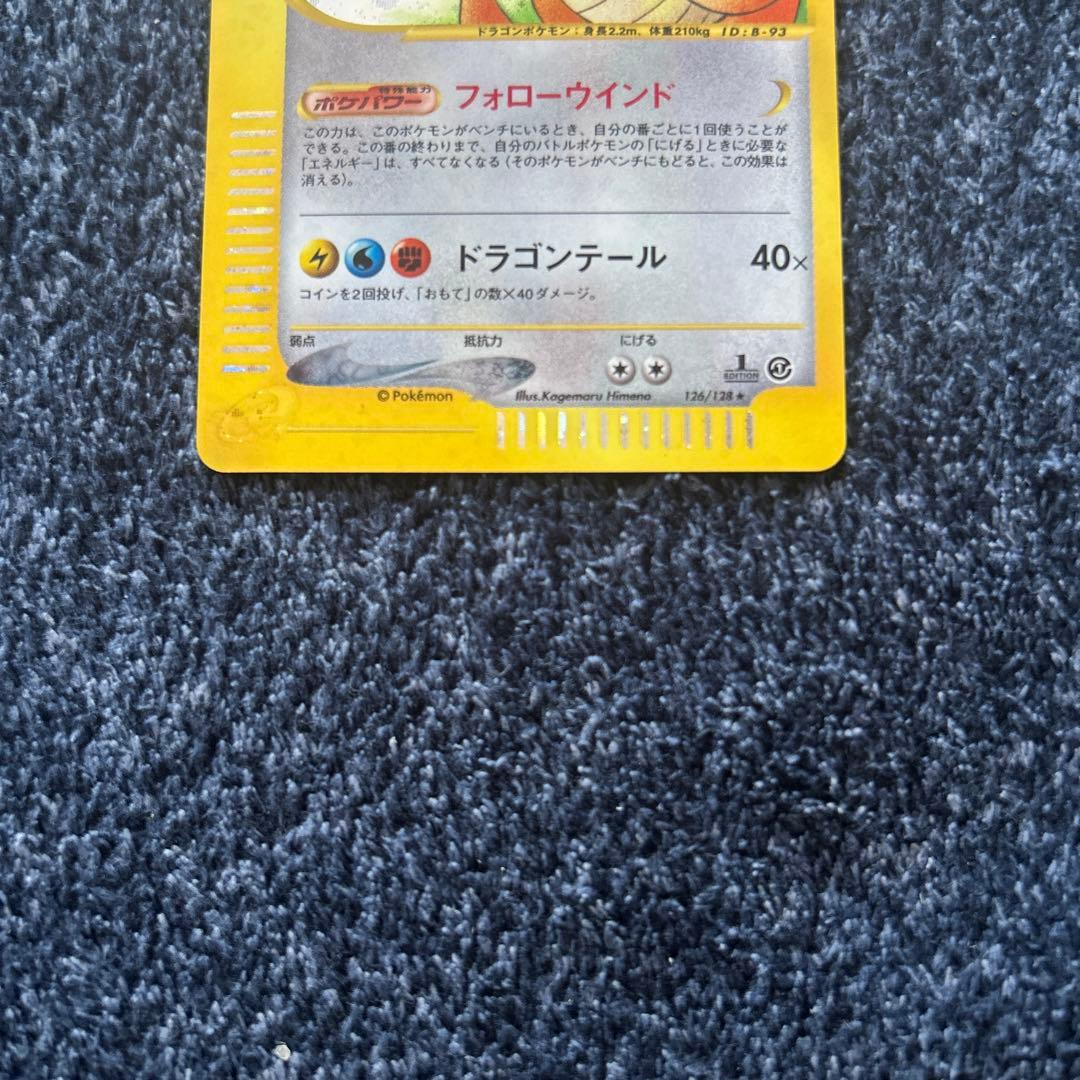 ドラゴンポケモン：身長2.2m、体重210kg ID:B-93
特殊能力
ポケパワー フォローウインド
この力は、このポケモンがベンチにいるとき、自分の番ごとに1回使うことが
できる。この番の終わりまで、自分のバトルポケモンの「にげる」ときに必要な
「エネルギー」は、すべてなくなる（そのポケモンがベンチにもどると、この効果は
消える）。
ドラゴンテール 40×
コインを2回投げ、「おもて」の数×40ダメージ。
弱点 抵抗力 にげる
1
EDITION
©Pokémon Illus.Kagemaru Himeno 126/128★